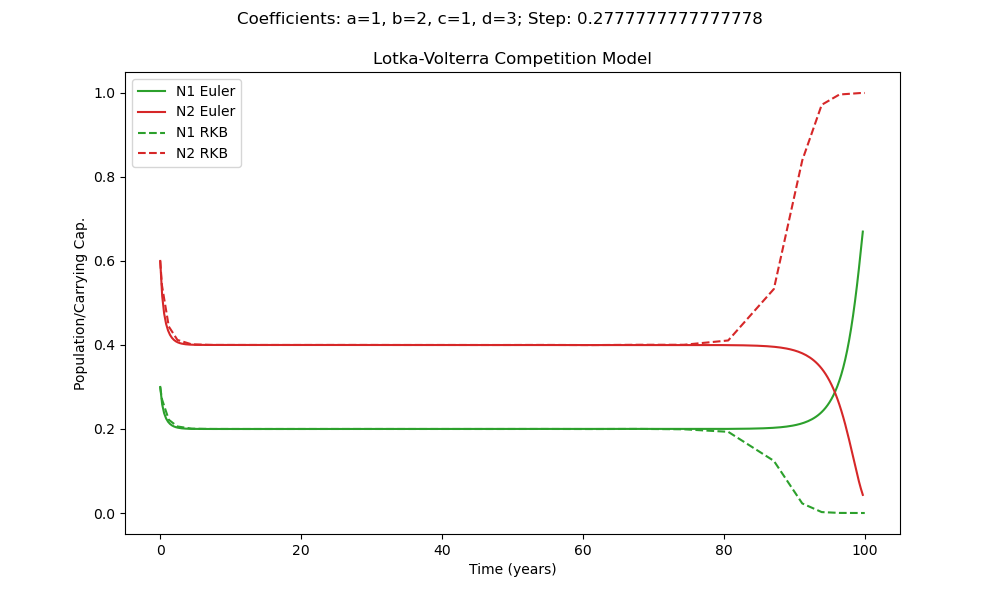 Coefficients: a=1, b=2, c=1, d=3; Step: 0.2777777777777778
Lotka-Volterra Competition Model
N1 Euler
N2 Euler
N1 RKB
N2 RKB
1.0
0.8
0.6
0.4
0.2
0.0
Population/Carrying Cap.
0 20 40 60 80 100
Time (years)